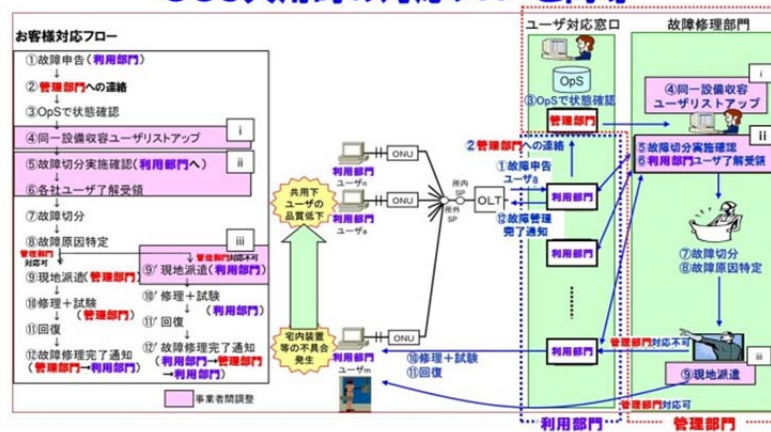 お客様対応フロー
①故障申告(利用部門)
↓
② 管理部門への連絡
↓
③OpSで状態確認
↓
④同一設備収容ユーザリストアップ
i
↓
⑤故障切分実施確認(利用部門へ)
ii
↓
⑥各社ユーザ了解受領
↓
⑦故障切分
↓
⑧故障原因特定
管理部門対応可
↓
⑨現地派遣(管理部門)
↓
⑩修理+試験
(管理部門)
↓
⑪回復
↓
⑫故障修理完了通知
(管理部門→利用部門)
iii
管理部門対応不可
↓
⑨’現地派遣(利用部門)
↓
⑩’修理+試験
(利用部門)
↓
⑪’回復
↓
⑫’故障修理完了通知
(利用部門→管理部門
→利用部門)
事業者間調整
共用下
ユーザの
品質低下
宅内装置
等の不具合
発生
利用部門
ユーザn
ONU
利用部門
ユーザa
ONU
利用部門
ユーザm
ONU
所内
SP
所外
SP
OLT
ユーザ対応窓口
OpS
③OpSで状態確認
管理部門
②管理部門への連絡
①故障申告
ユーザa
⑫故障管理
完了通知
利用部門
利用部門
利用部門
⑩修理+試験
⑪回復
利用部門
故障修理部門
i
④同一設備収容
ユーザリストアップ
ii
5故障切分実施確認
6利用部門ユーザ了解受領
⑦故障切分
⑧故障原因特定
管理部門対応不可
iii
⑨現地派遣
管理部門対応可
管理部門